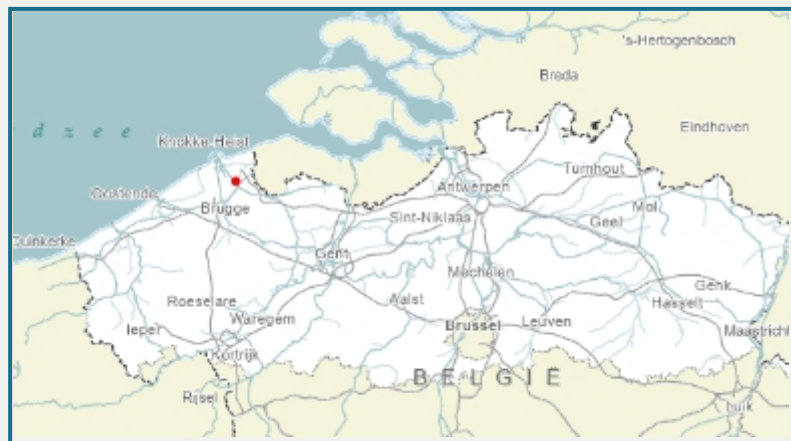 's-Hertogenbosch
Breda
d z e e
Eindhoven
Knokke-Heist
Turnhout
Oostende
Antwerpen
Brugge
Sint-Niklaas
Mol
Geel
Duinkerke
Gent
Mechelen
Genk
Roeselare
Aalst
Hasselt
Ieper
Waregem
Brussel
Leuven
Maastricht
Kortrijk
BELGIË
Rijsel
Luik